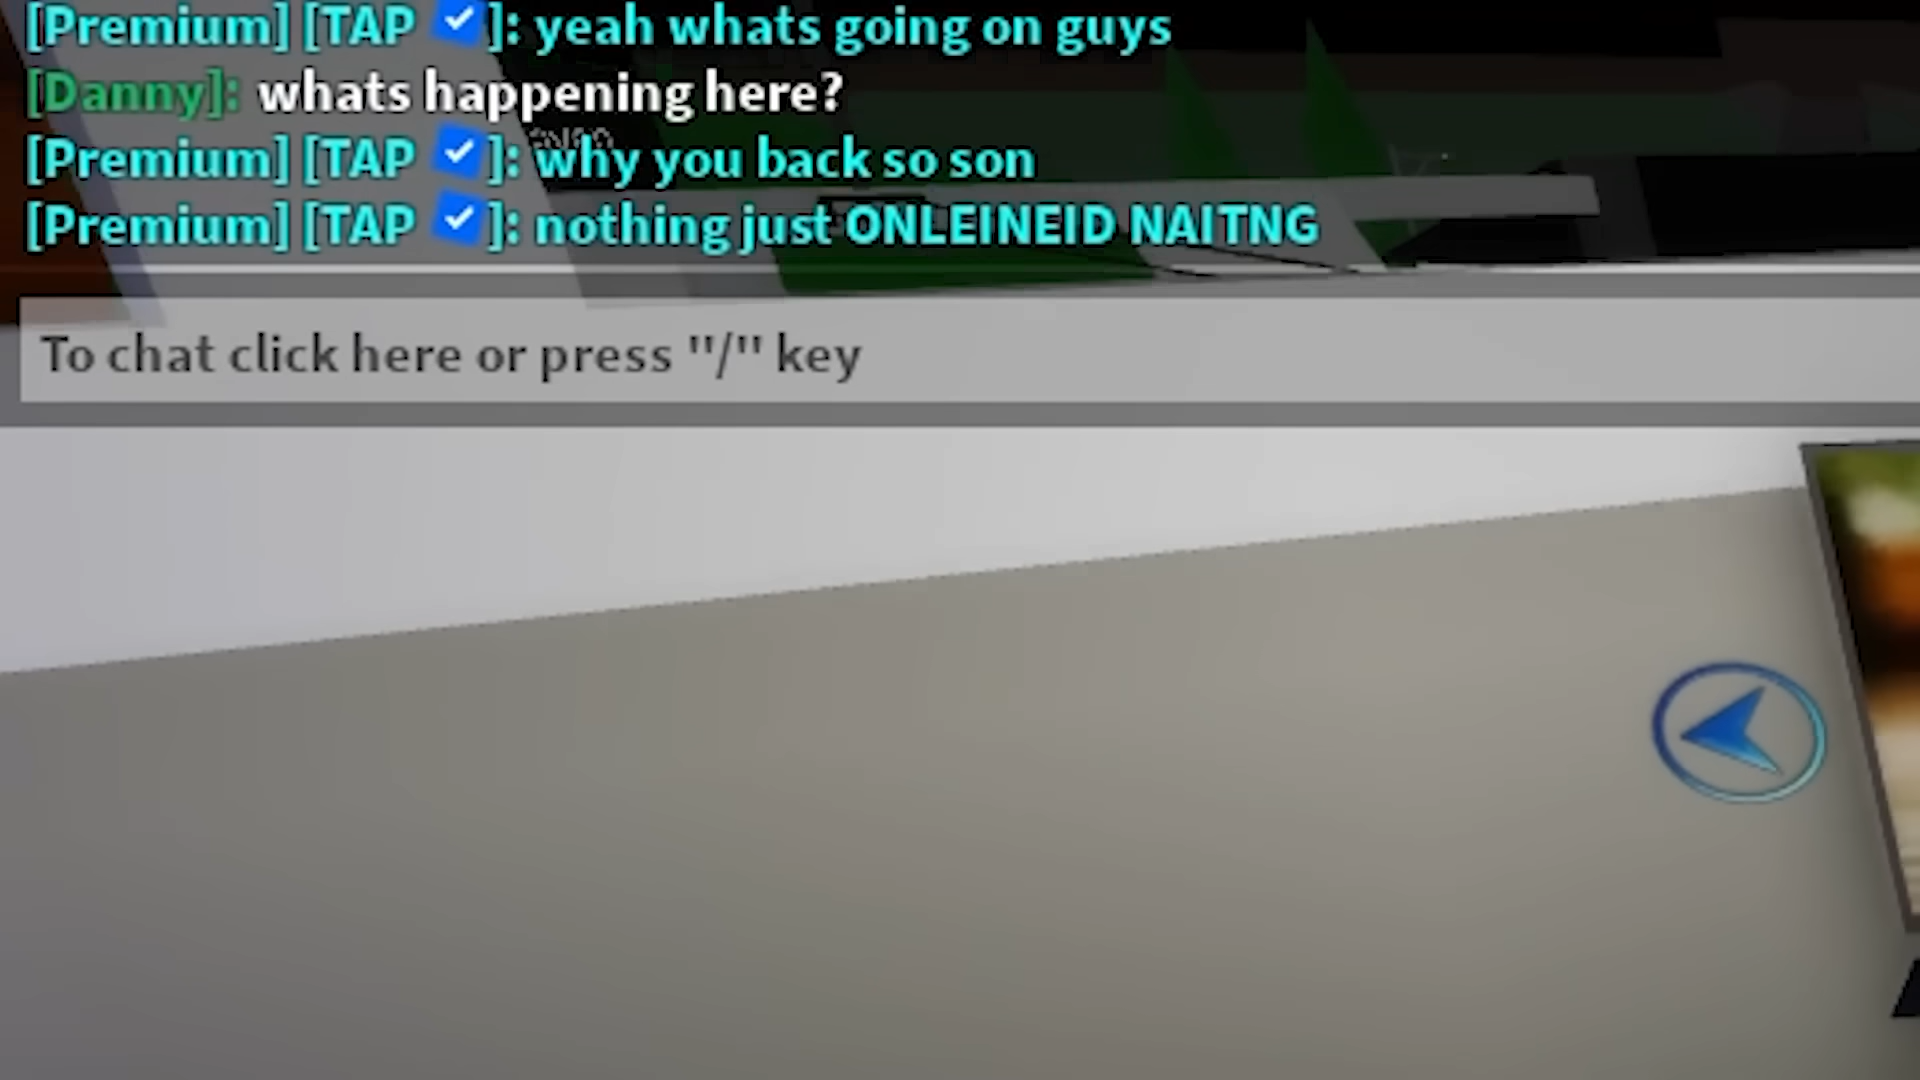 [Premium] [TAP ✓]: yeah whats going on guys
[Danny]: whats happening here?
[Premium] [TAP ✓]: why you back so son
[Premium] [TAP ✓]: nothing just ONLEINEID NAITNG
To chat click here or press "/" key